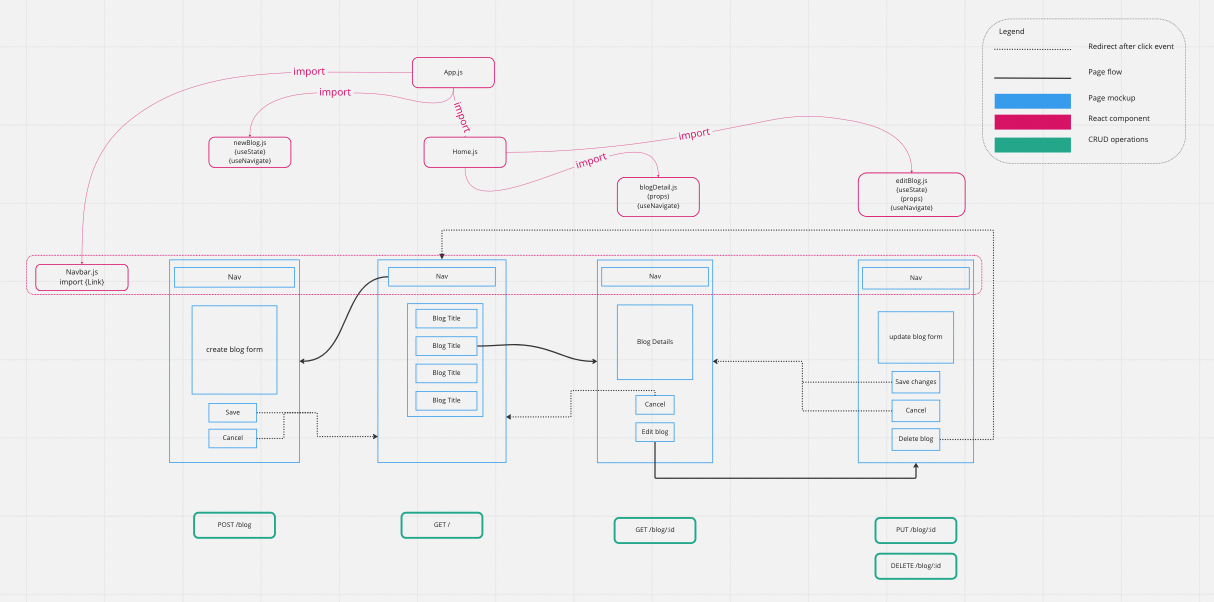 Legend
Redirect after click event
Page flow
Page mockup
React component
CRUD operations
App.js
import
import
import
newBlog.js
{useState}
{useNavigate}
Home.js
import
import
blogDetail.js
{props}
{useNavigate}
editBlog.js
{useState}
{props}
{useNavigate}
Navbar.js
import {Link}
Nav
Nav
Nav
Nav
create blog form
Save
Cancel
Blog Title
Blog Title
Blog Title
Blog Title
Blog Details
Cancel
Edit blog
update blog form
Save changes
Cancel
Delete blog
POST /blog
GET /
GET /blog/:id
PUT /blog/:id
DELETE /blog/:id